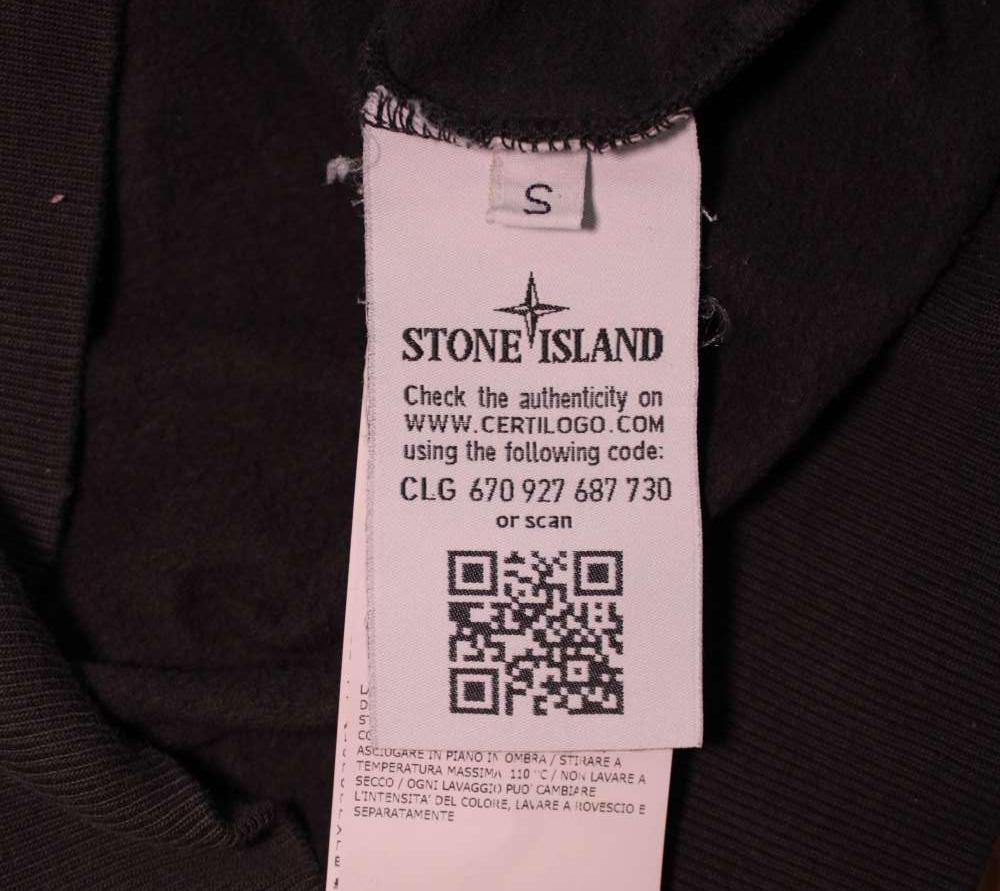 S
STONE ISLAND
Check the authenticity on
WWW.CERTILOGO.COM
using the following code:
CLG 670 927 687 730
or scan
ASCIUGARE IN PIANO IN OMBRA / STIRARE A
TEMPERATURA MASSIMA 110 °C / NON LAVARE A
SECCO / OGNI LAVAGGIO PUO' CAMBIARE
L'INTENSITA' DEL COLORE, LAVARE A ROVESCIO E
SEPARATAMENTE